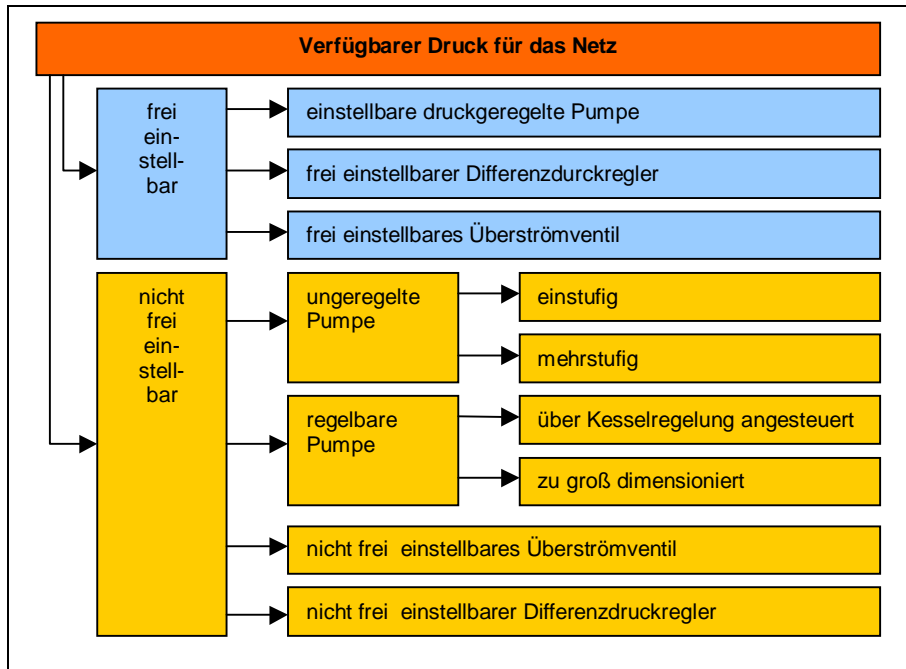 Verfügbarer Druck für das Netz
frei
ein-
stell-
bar
einstellbare druckgeregelte Pumpe
frei einstellbarer Differenzdurckregler
frei einstellbares Überströmventil
nicht
frei
ein-
stell-
bar
ungeregelte
Pumpe
einstufig
mehrstufig
regelbare
Pumpe
über Kesselregelung angesteuert
zu groß dimensioniert
nicht frei  einstellbares Überströmventil
nicht frei  einstellbarer Differenzdruckregler